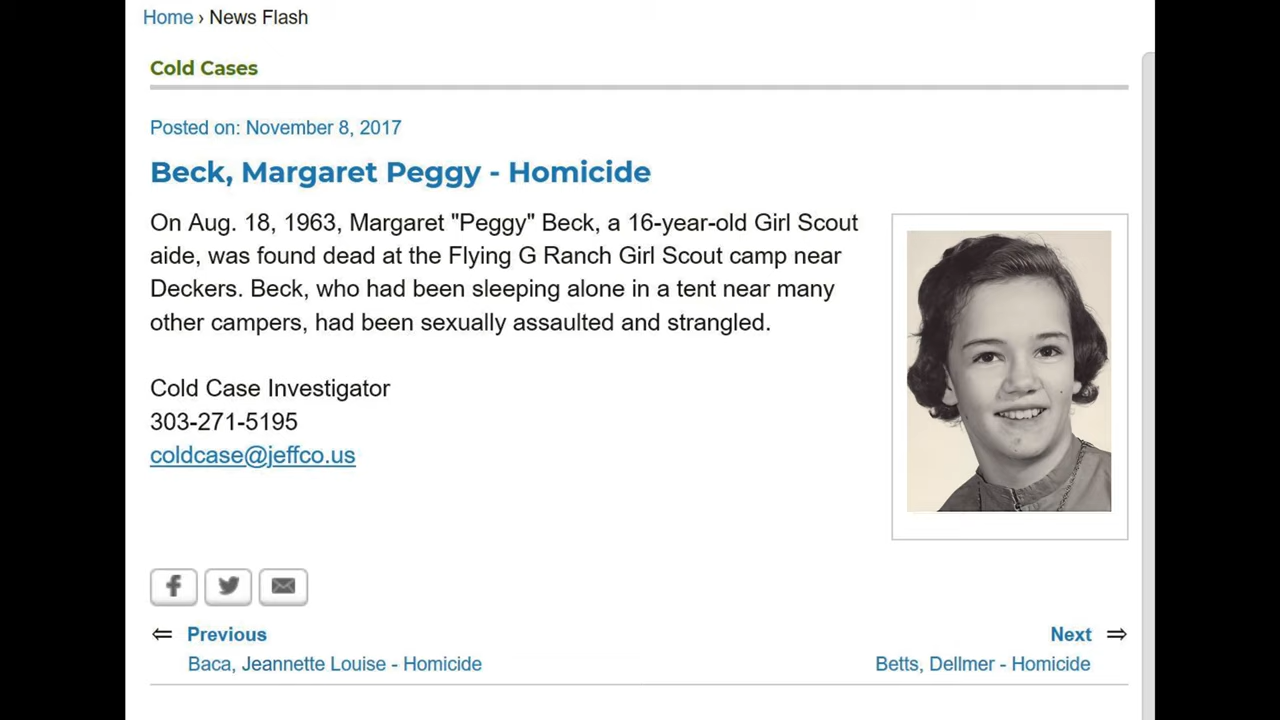 Home › News Flash
Cold Cases
Posted on: November 8, 2017
Beck, Margaret Peggy - Homicide
On Aug. 18, 1963, Margaret "Peggy" Beck, a 16-year-old Girl Scout
aide, was found dead at the Flying G Ranch Girl Scout camp near
Deckers. Beck, who had been sleeping alone in a tent near many
other campers, had been sexually assaulted and strangled.
Cold Case Investigator
303-271-5195
coldcase@jeffco.us
⇐ Previous
Baca, Jeannette Louise - Homicide
Next ⇒
Betts, Dellmer - Homicide